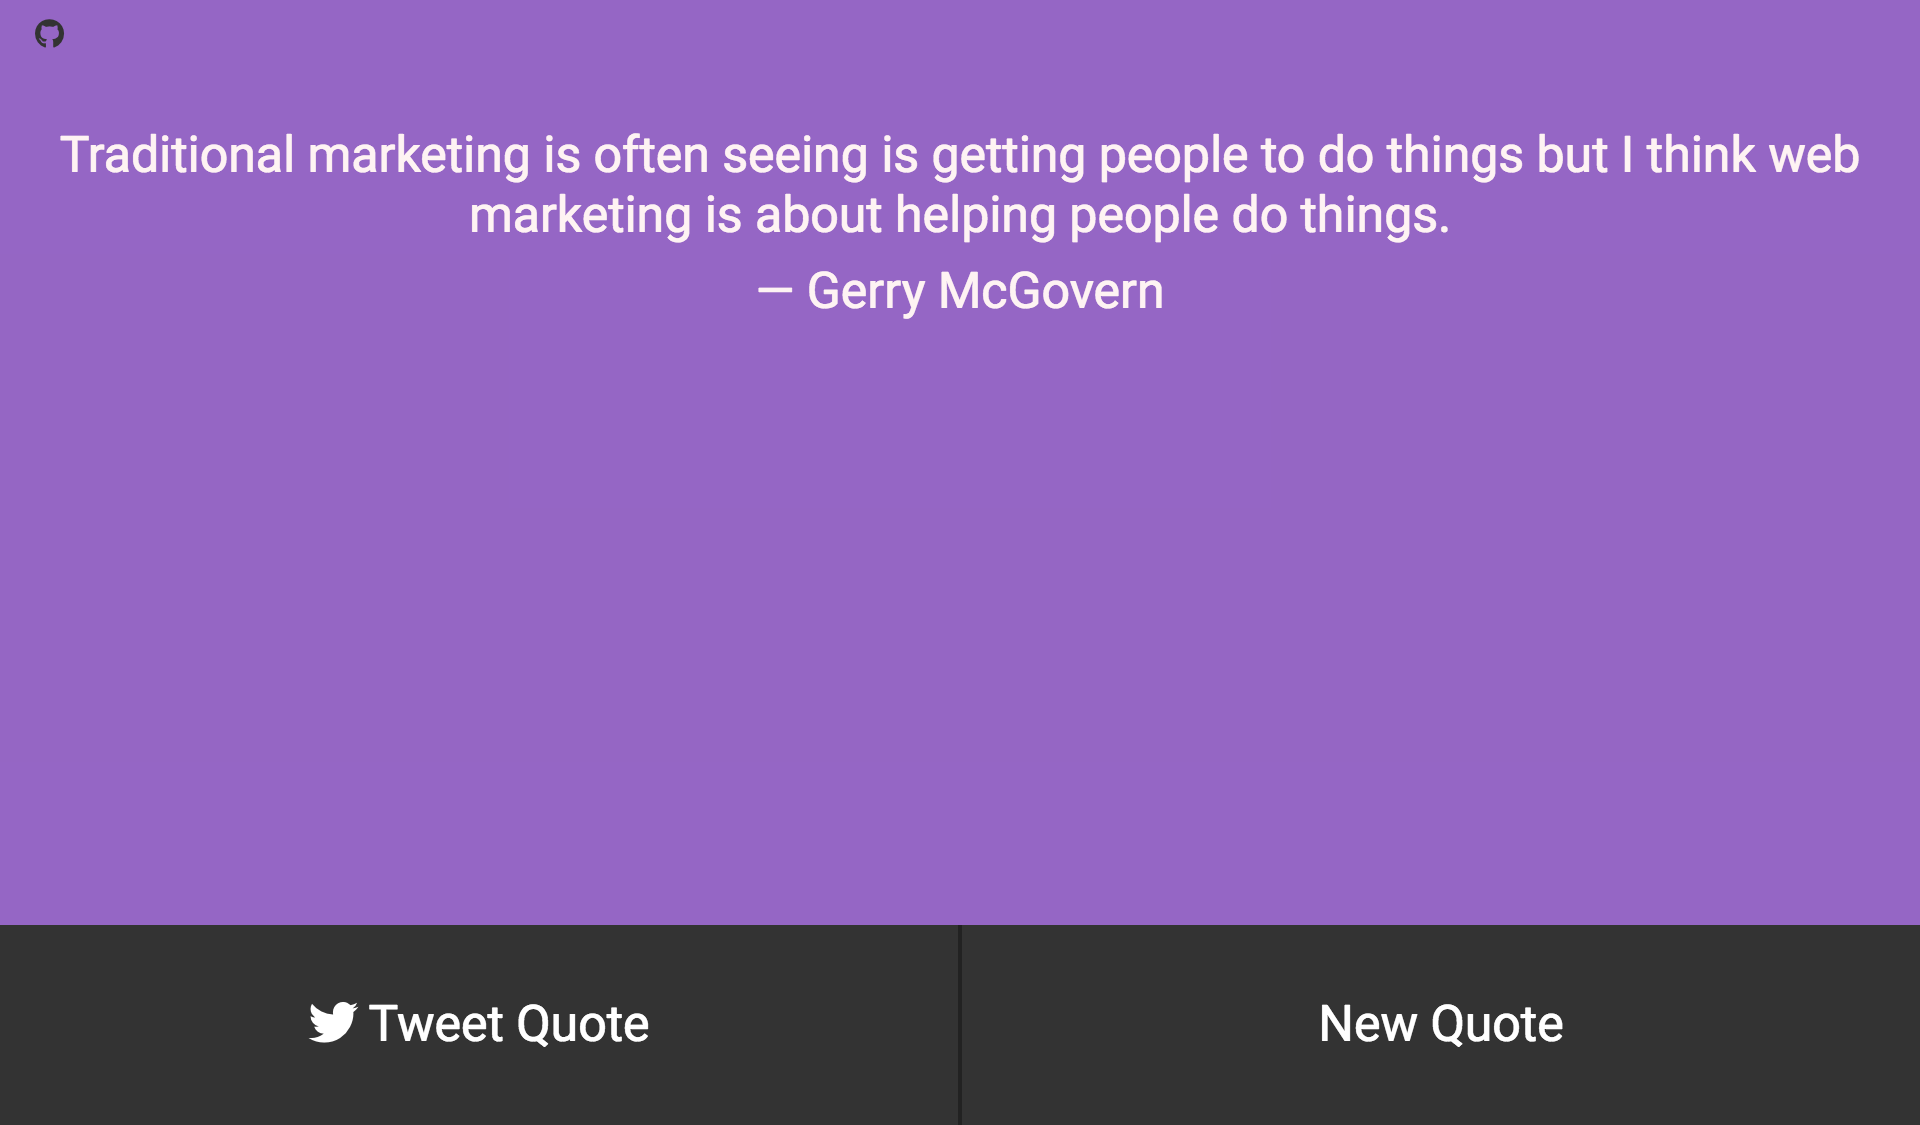 Traditional marketing is often seeing is getting people to do things but I think web
marketing is about helping people do things.
— Gerry McGovern
Tweet Quote
New Quote